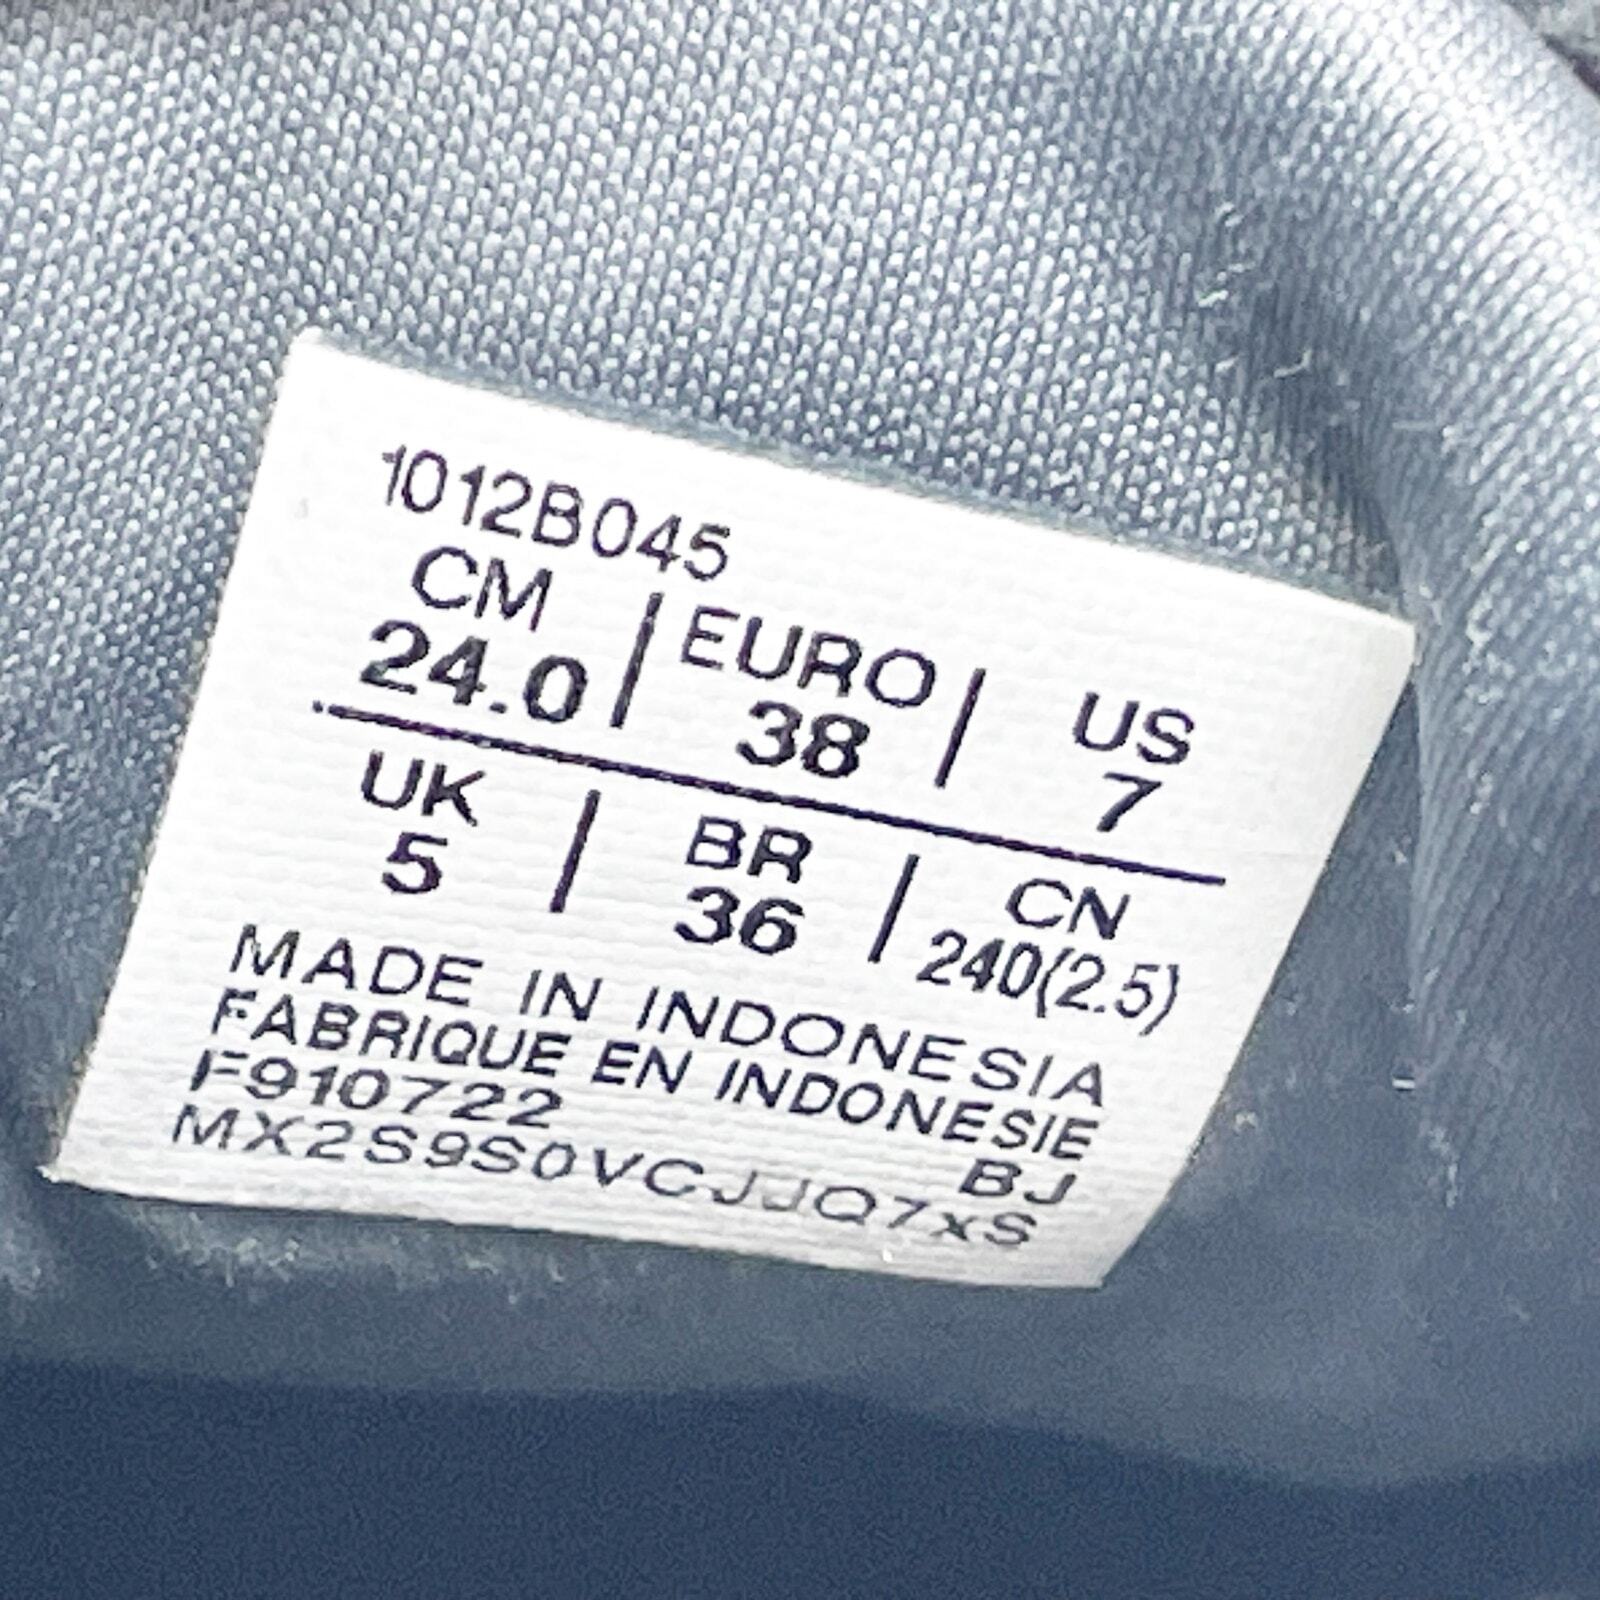 1012B045
CM | EURO | US
24.0 | 38 | 7
UK | BR | CN
5 | 36 | 240(2.5)
MADE IN INDONESIA
FABRIQUE EN INDONESIE
F910722 BJ
MX2S9S0VCJJQ7xS